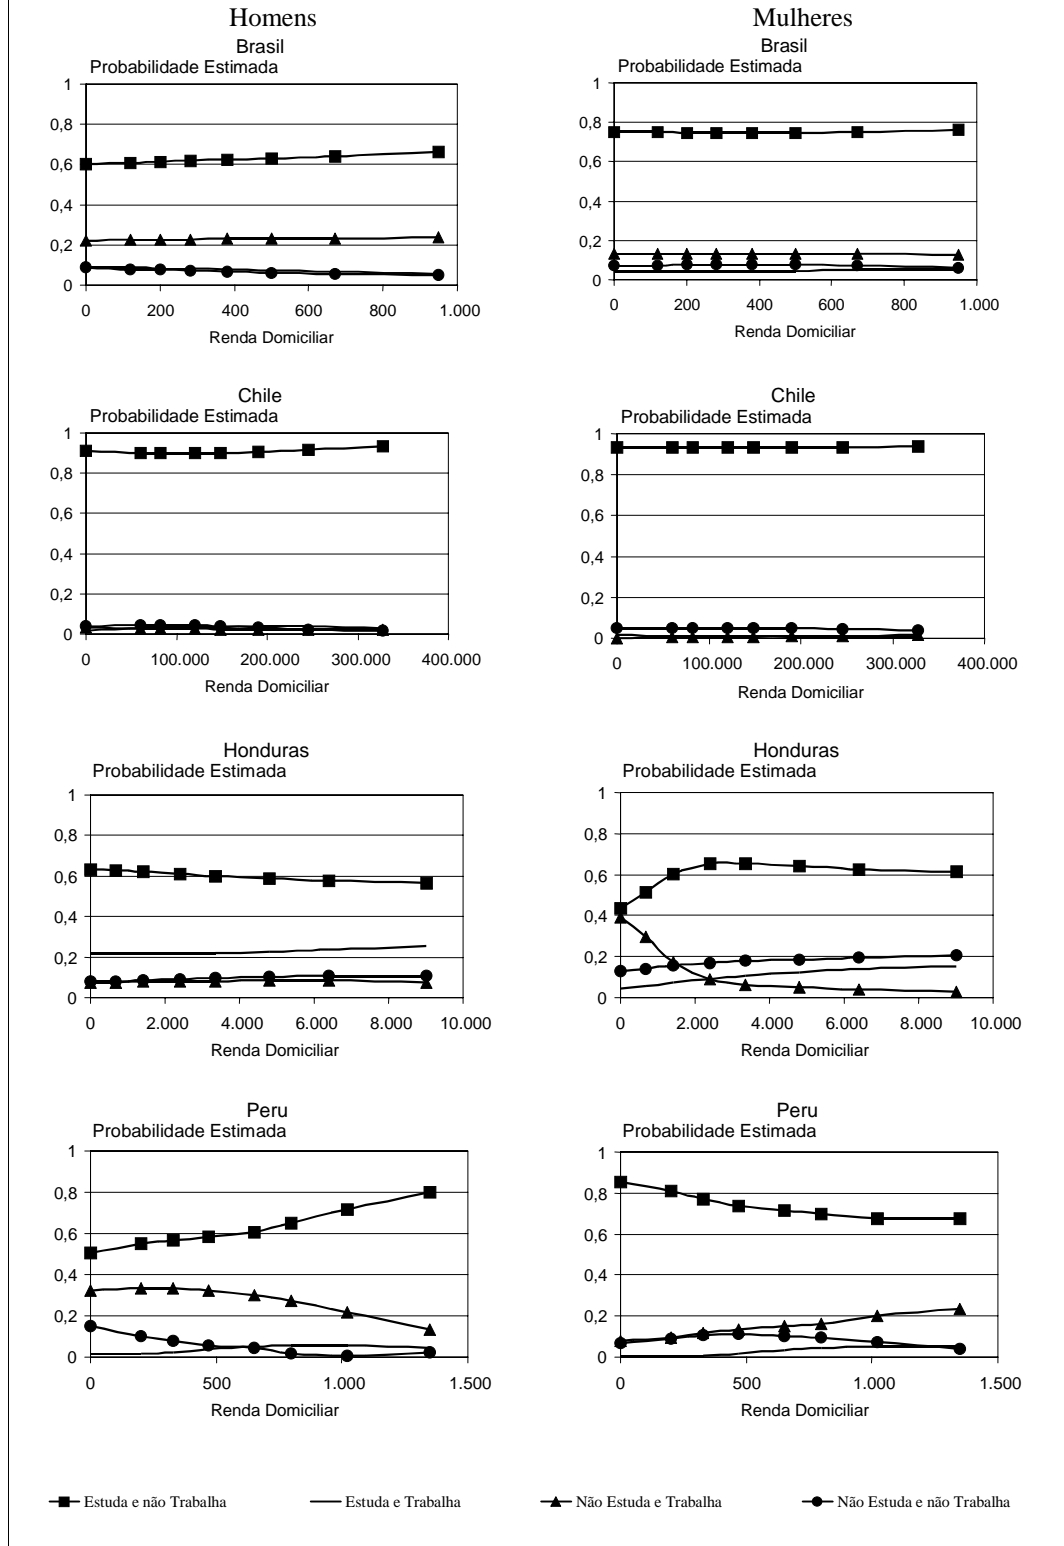 Homens Mulheres
Brasil Brasil
Probabilidade Estimada Probabilidade Estimada
1 1
0,8 0,8
0,6 0,6
0,4 0,4
0,2 0,2
0 0
0 200 400 600 800 1.000 0 200 400 600 800 1.000
Renda Domiciliar Renda Domiciliar
Chile Chile
Probabilidade Estimada Probabilidade Estimada
1 1
0,8 0,8
0,6 0,6
0,4 0,4
0,2 0,2
0 0
0 100.000 200.000 300.000 400.000 0 100.000 200.000 300.000 400.000
Renda Domiciliar Renda Domiciliar
Honduras Honduras
Probabilidade Estimada Probabilidade Estimada
1 1
0,8 0,8
0,6 0,6
0,4 0,4
0,2 0,2
0 0
0 2.000 4.000 6.000 8.000 10.000 0 2.000 4.000 6.000 8.000 10.000
Renda Domiciliar Renda Domiciliar
Peru Peru
Probabilidade Estimada Probabilidade Estimada
1 1
0,8 0,8
0,6 0,6
0,4 0,4
0,2 0,2
0 0
0 500 1.000 1.500 0 500 1.000 1.500
Renda Domiciliar Renda Domiciliar
Estuda e não Trabalha Estuda e Trabalha Não Estuda e Trabalha Não Estuda e não Trabalha